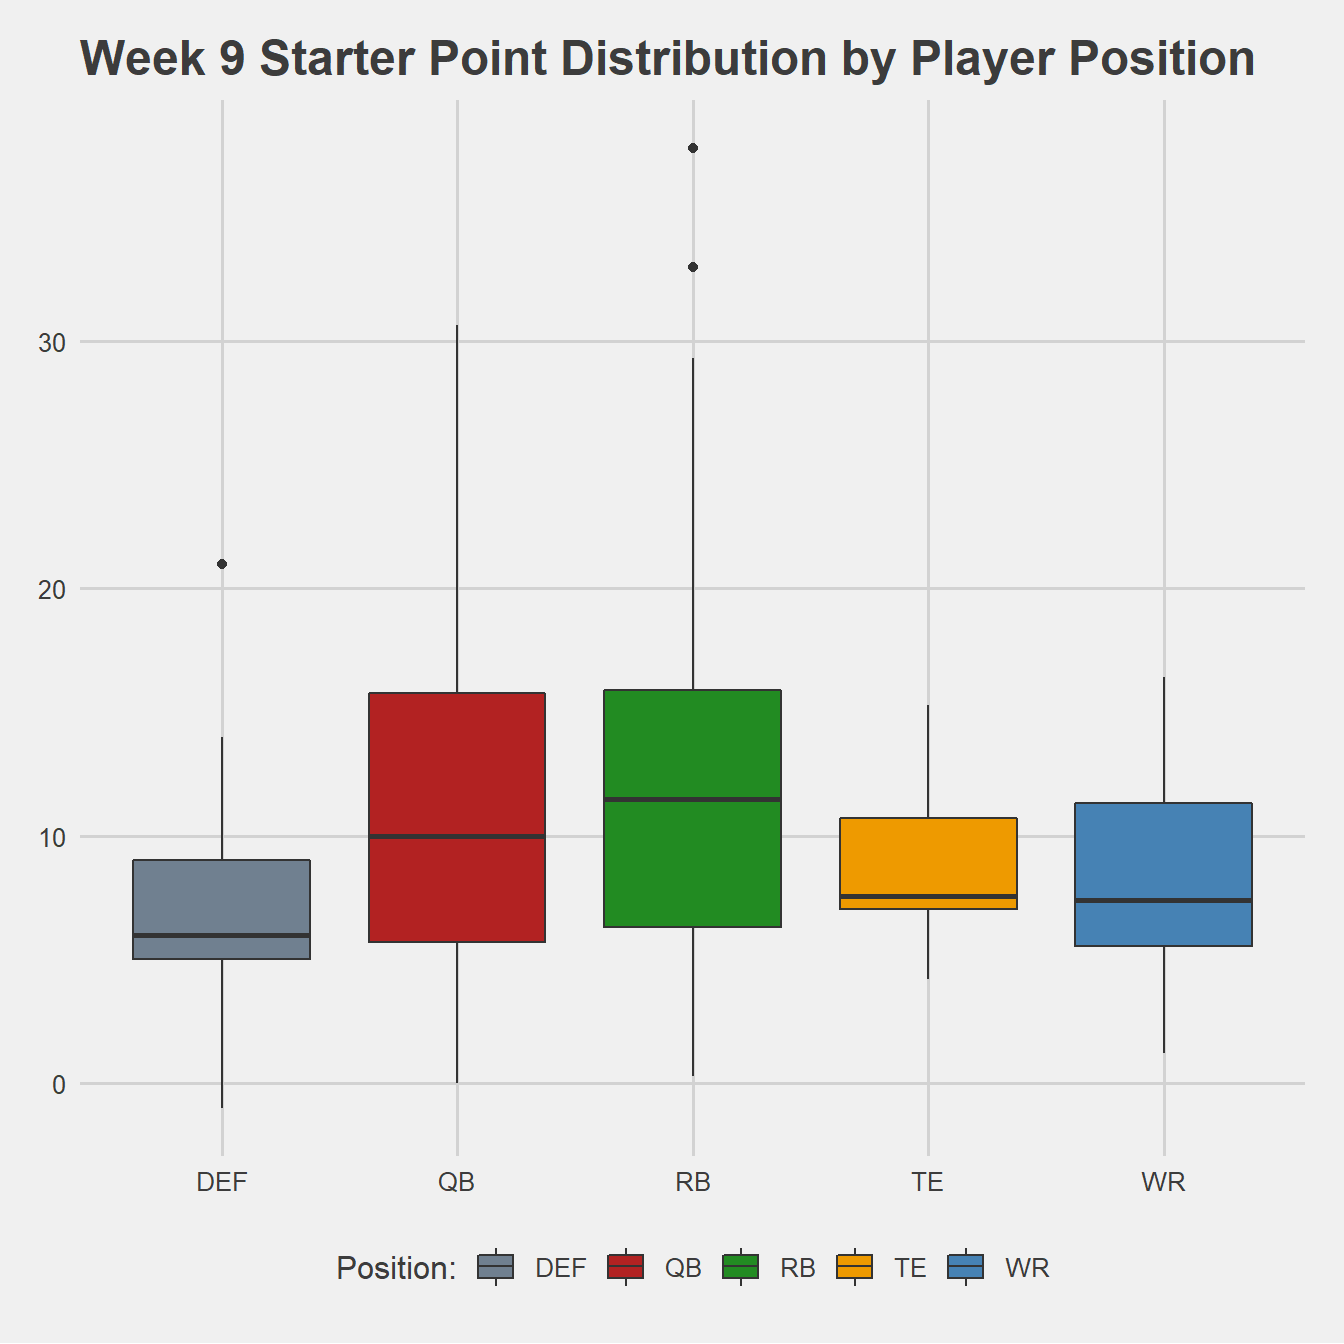 Week 9 Starter Point Distribution by Player Position
30
20
10
0
DEF QB RB TE WR
Position: DEF QB RB TE WR